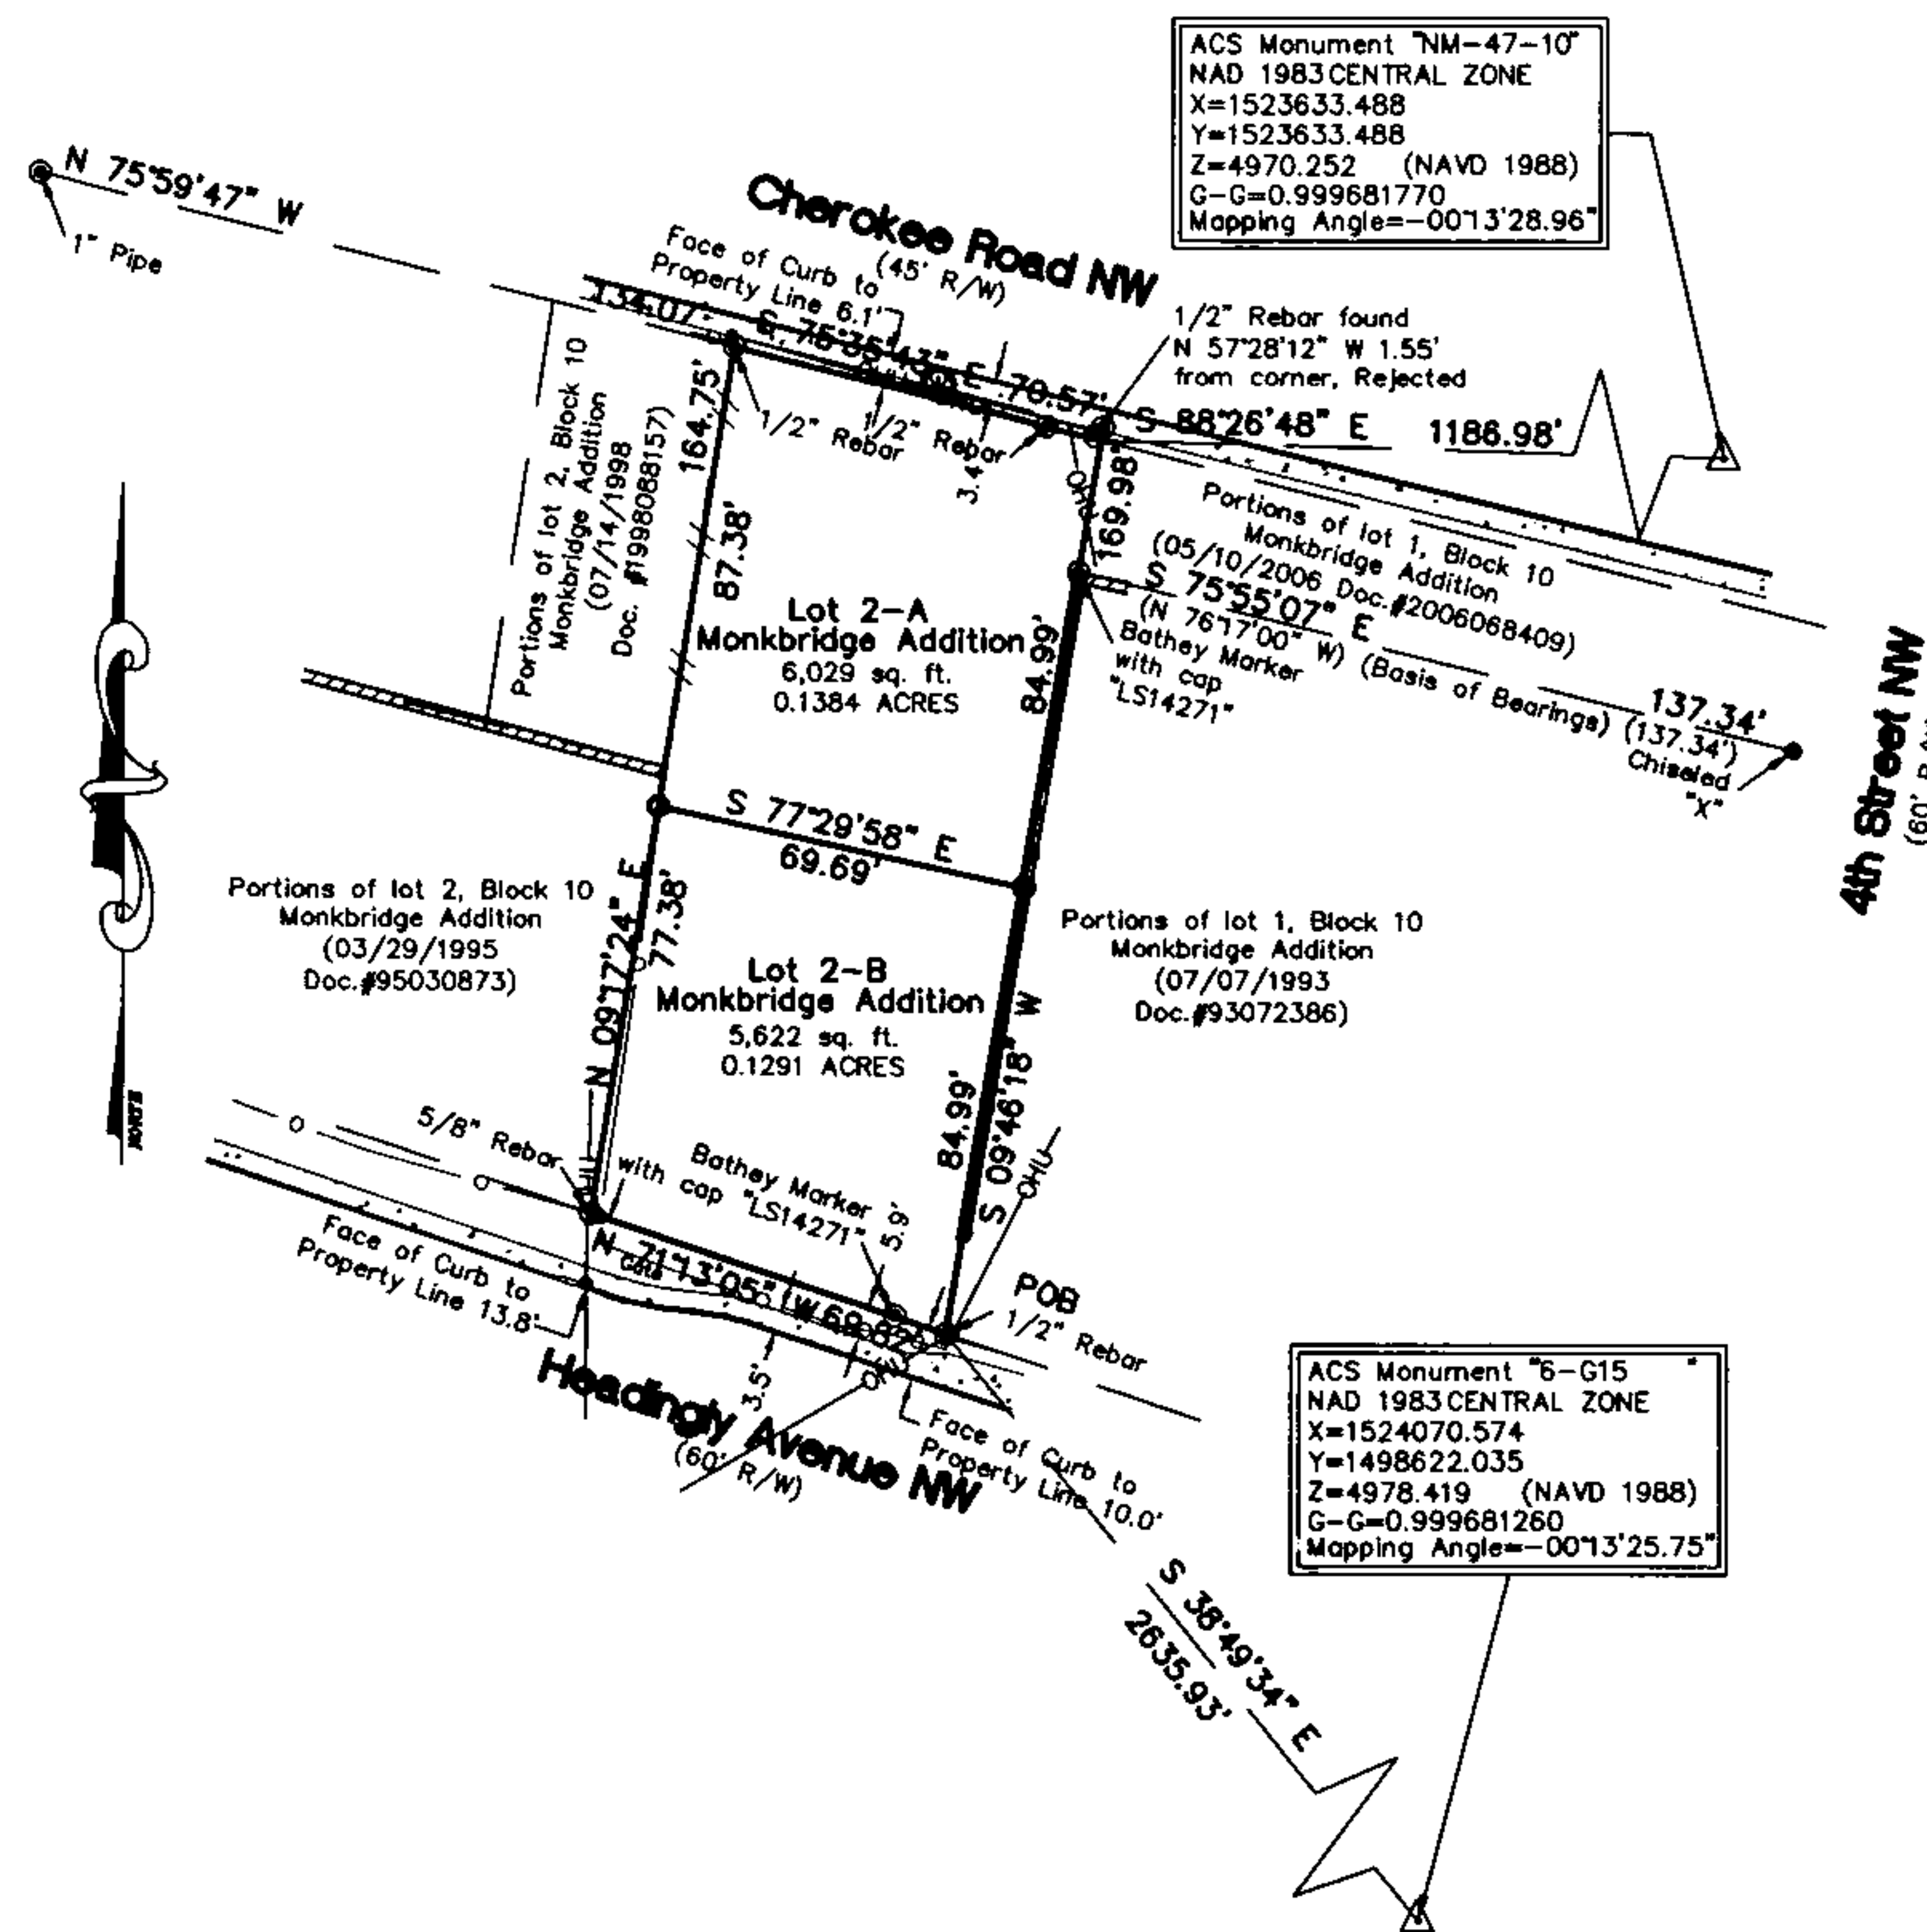 ACS Monument "NM-47-10"
NAD 1983 CENTRAL ZONE
X=1523633.488
Y=1523633.488
Z=4970.252 (NAVD 1988)
G-G=0.999681770
Mapping Angle=-00°13'28.96"
N 75°59'47" W
1" Pipe
Cherokee Road NW
(45' R/W)
Face of Curb to
Property Line 6.1'
134.07'
S 75°35'43" E 70.57'
1/2" Rebar found
N 57°28'12" W 1.55'
from corner, Rejected
S 88°26'48" E 1186.98'
1/2" Rebar
1/2" Rebar
3.4'
Portions of lot 2, Block 10
Monkbridge Addition
(07/14/1998
Doc. #1998088157)
164.75'
87.38'
169.98'
84.99'
Portions of lot 1, Block 10
Monkbridge Addition
(05/10/2006 Doc.#2006068409)
S 75°55'07" E
137.34'
(N 76°17'00" W) (Basis of Bearings) (137.34')
Bathey Marker
with cap
"LS14271"
Chiseled
"X"
4th Street NW
Lot 2-A
Monkbridge Addition
6,029 sq. ft.
0.1384 ACRES
S 77°29'58" E
69.69'
Portions of lot 2, Block 10
Monkbridge Addition
(03/29/1995
Doc.#95030873)
N 09°17'24" E
77.38'
Lot 2-B
Monkbridge Addition
5,622 sq. ft.
0.1291 ACRES
Portions of lot 1, Block 10
Monkbridge Addition
(07/07/1993
Doc.#93072386)
84.99'
S 09°46'18" W
OHU
NORTH
5/8" Rebar
OHU
Bathey Marker
with cap "LS14271"
5.9'
N 71°13'05" W 69.82'
Gate
Face of Curb to
Property Line 13.8'
POB
1/2" Rebar
3.5'
Headingly Avenue NW
(60' R/W)
Face of Curb to
Property Line 10.0'
ACS Monument "6-G15 "
NAD 1983 CENTRAL ZONE
X=1524070.574
Y=1498622.035
Z=4978.419 (NAVD 1988)
G-G=0.999681260
Mapping Angle=-00°13'25.75"
S 38°49'34" E
2635.93'